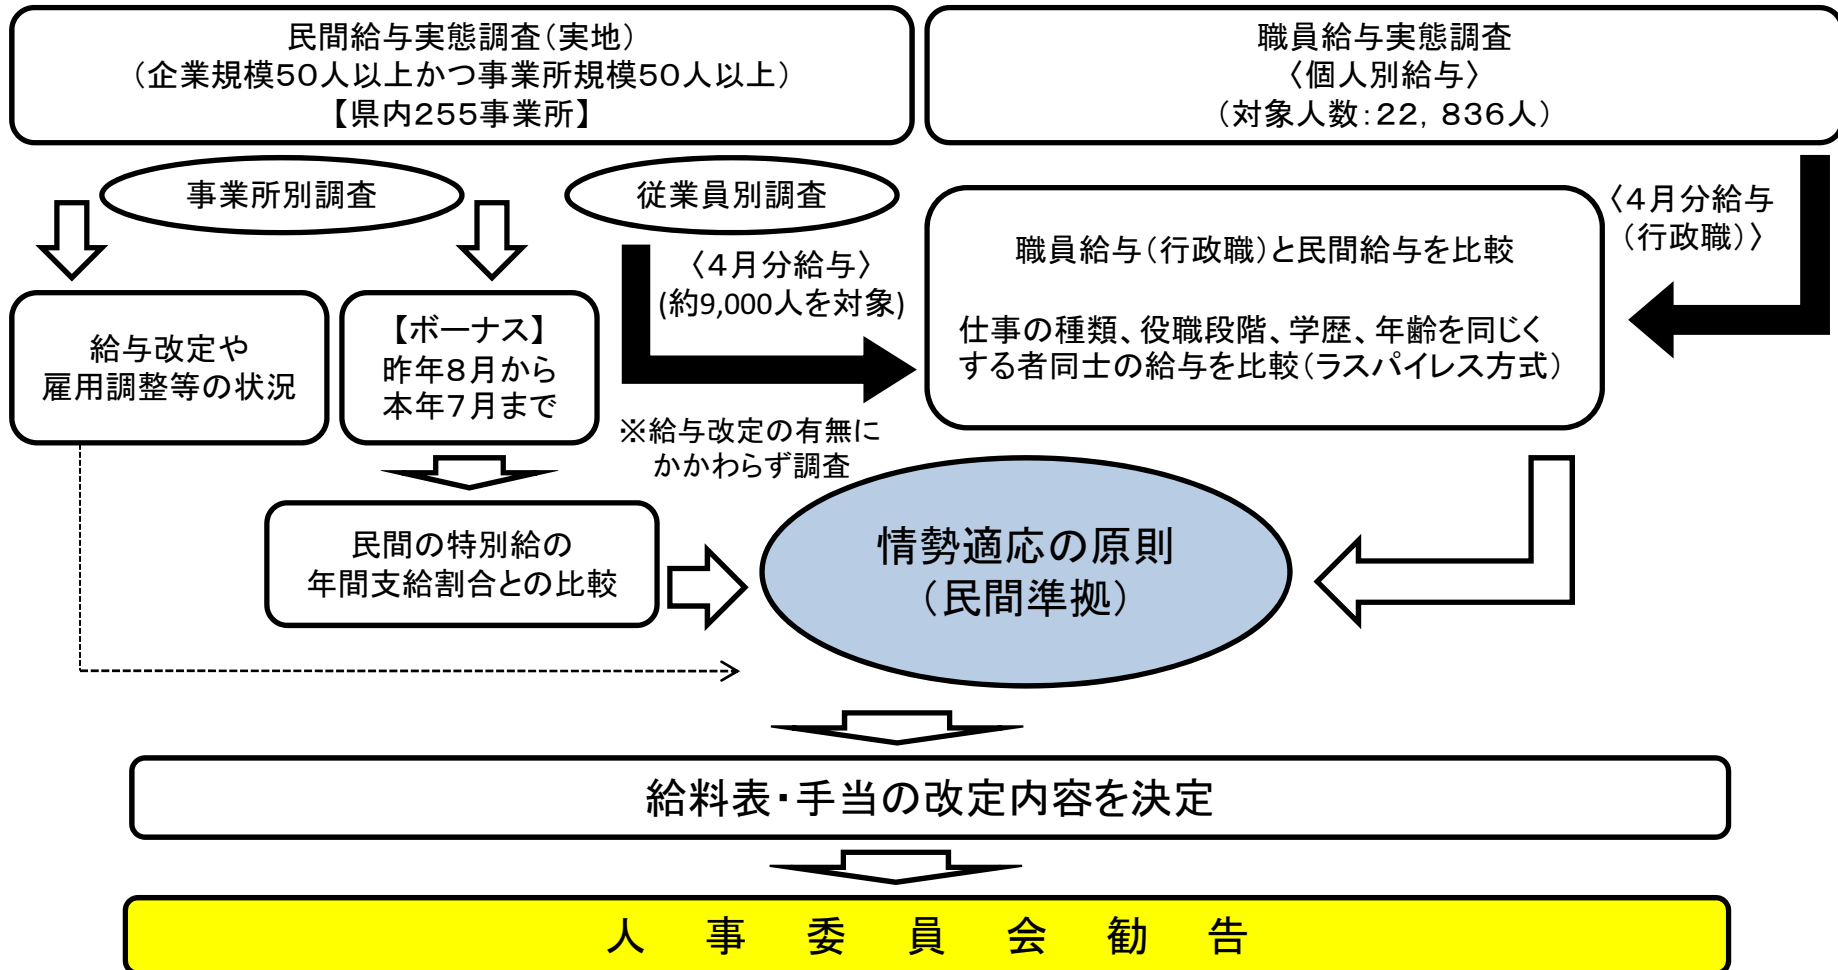 民間給与実態調査(実地)
(企業規模50人以上かつ事業所規模50人以上)
【県内255事業所】
職員給与実態調査
〈個人別給与〉
(対象人数:22,836人)
事業所別調査
従業員別調査
〈4月分給与
(行政職)〉
〈4月分給与〉
(約9,000人を対象)
職員給与(行政職)と民間給与を比較
仕事の種類、役職段階、学歴、年齢を同じく
する者同士の給与を比較(ラスパイレス方式)
給与改定や
雇用調整等の状況
【ボーナス】
昨年8月から
本年7月まで
※給与改定の有無に
かかわらず調査
民間の特別給の
年間支給割合との比較
情勢適応の原則
(民間準拠)
給料表・手当の改定内容を決定
人事委員会勧告